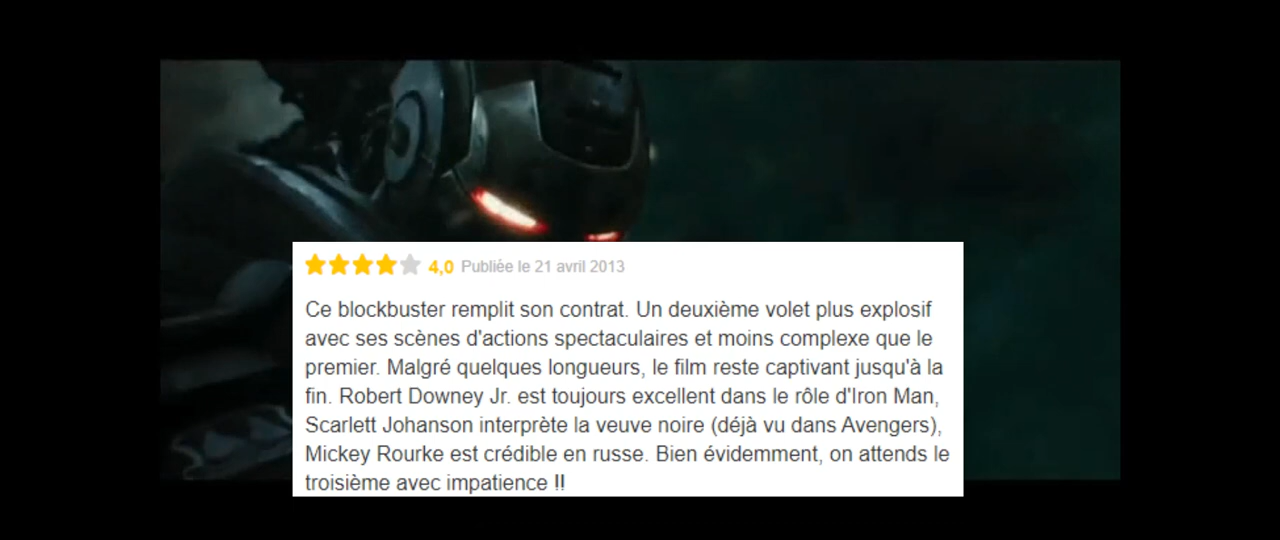 4,0 Publiée le 21 avril 2013
Ce blockbuster remplit son contrat. Un deuxième volet plus explosif
avec ses scènes d'actions spectaculaires et moins complexe que le
premier. Malgré quelques longueurs, le film reste captivant jusqu'à la
fin. Robert Downey Jr. est toujours excellent dans le rôle d'Iron Man,
Scarlett Johanson interprète la veuve noire (déjà vu dans Avengers),
Mickey Rourke est crédible en russe. Bien évidemment, on attends le
troisième avec impatience !!